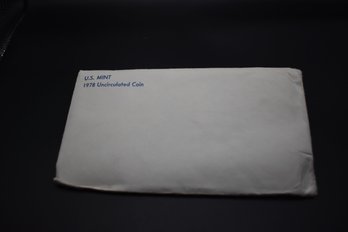 U.S. MINT
1978 Uncirculated Coin